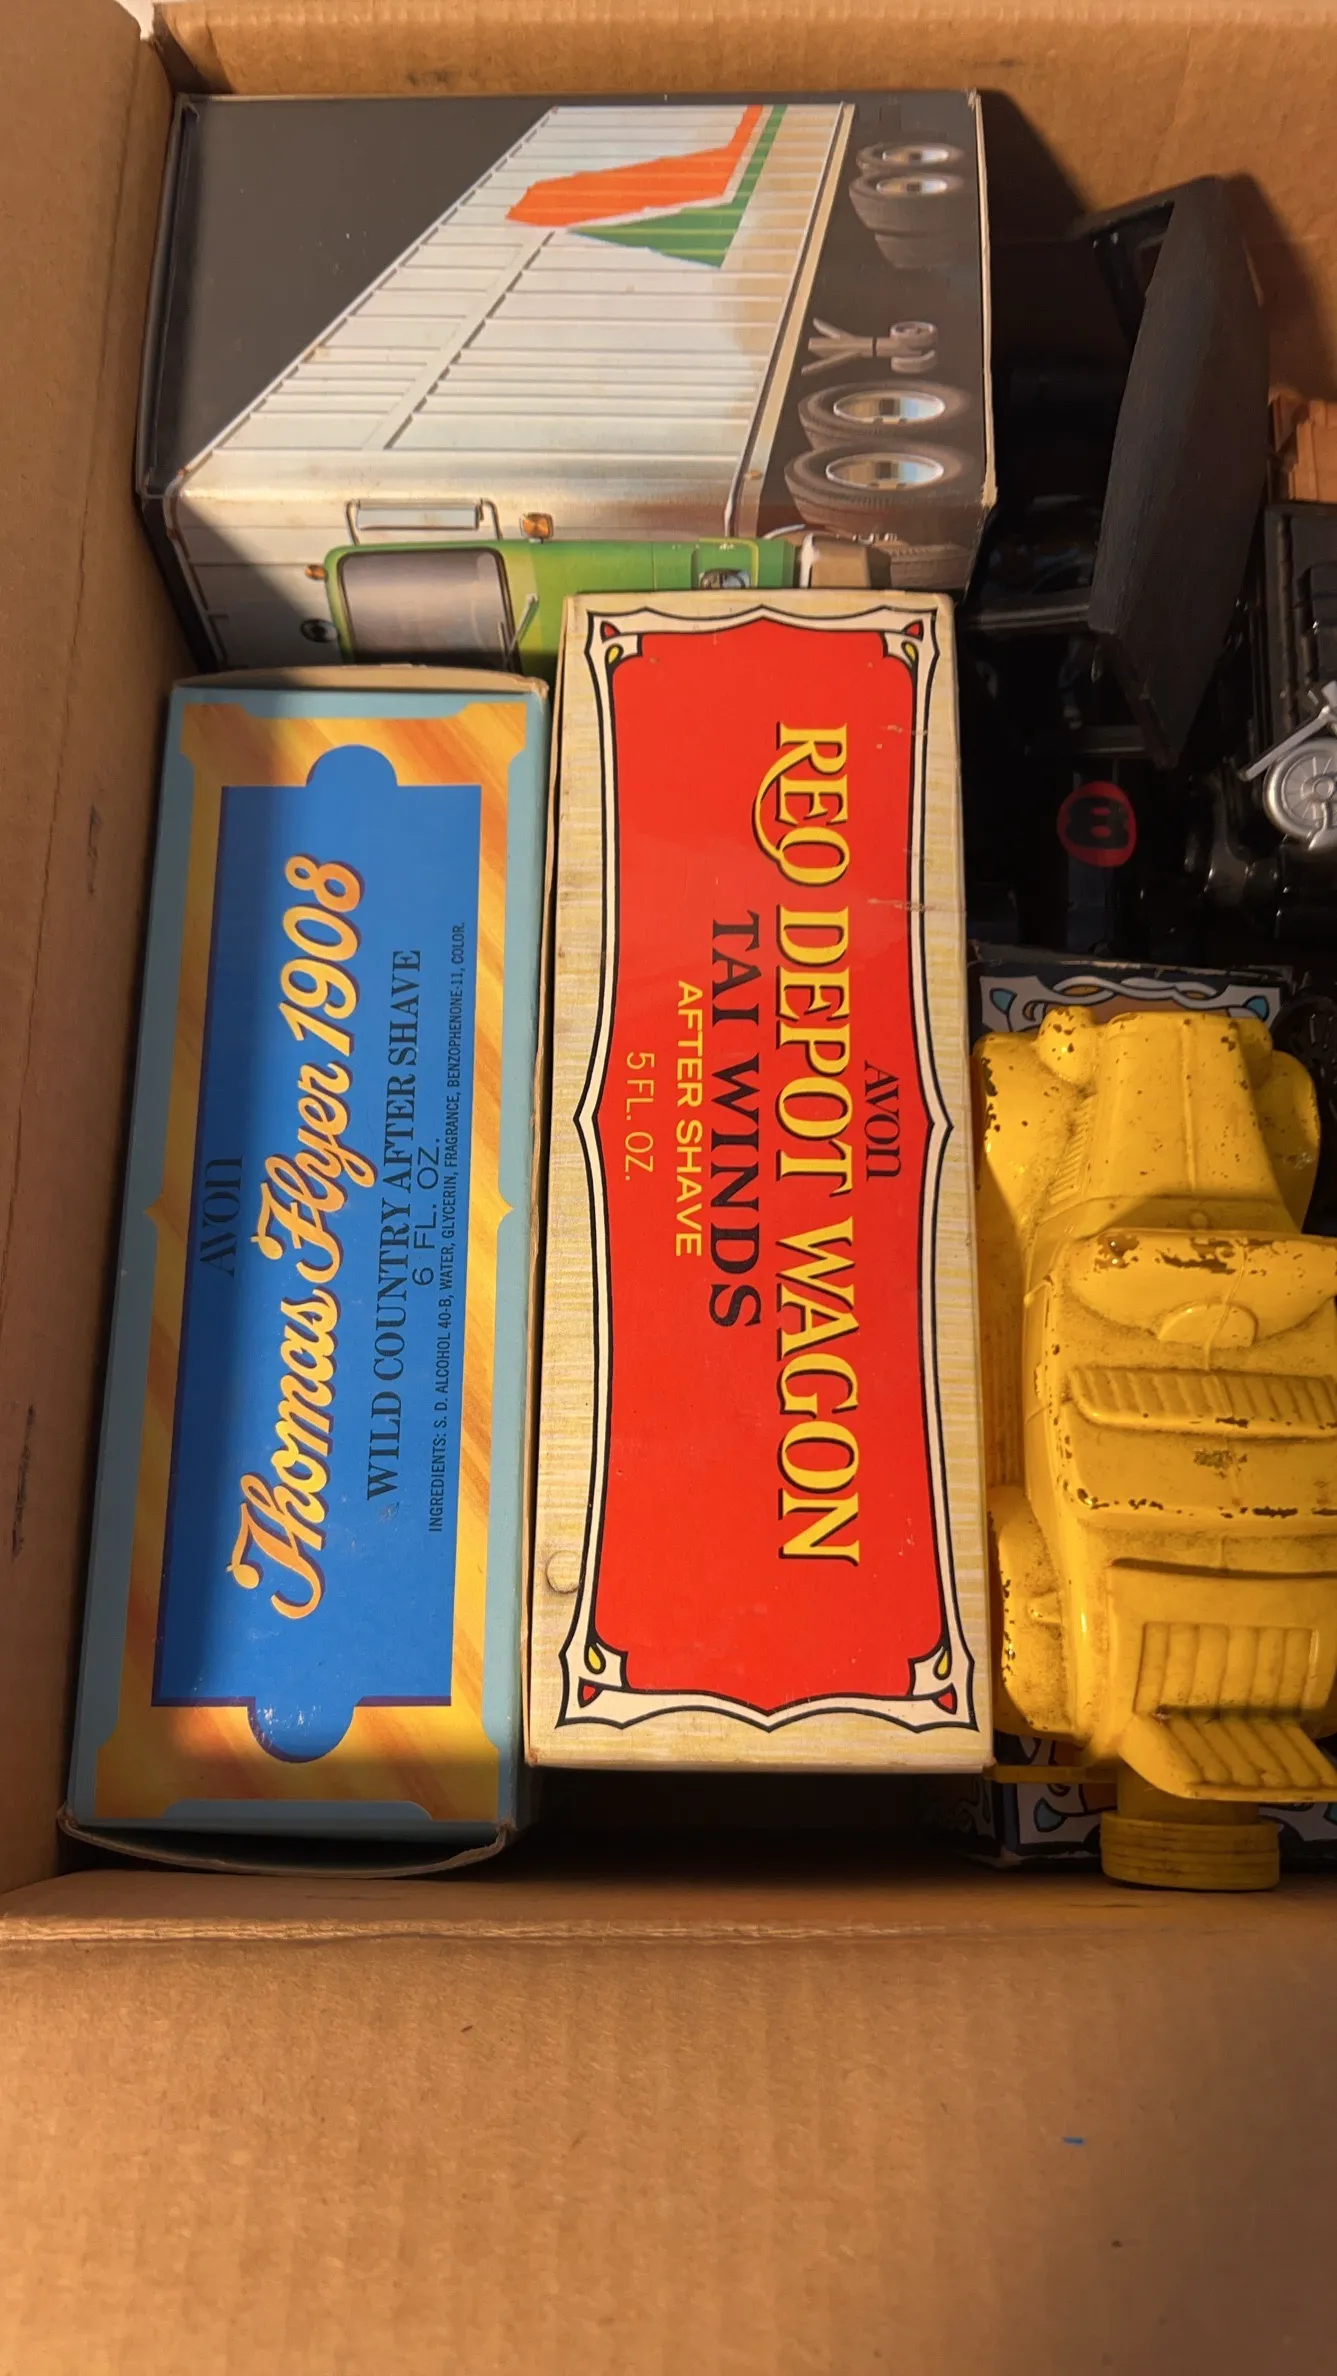 AVON
Thomas Flyer 1908
WILD COUNTRY AFTER SHAVE
6 FL. OZ.
INGREDIENTS: S. D. ALCOHOL 40-B, WATER, GLYCERIN, FRAGRANCE, BENZOPHENONE-11, COLOR.
AVON
REO DEPOT WAGON
TAI WINDS
AFTER SHAVE
5 FL. OZ.
8